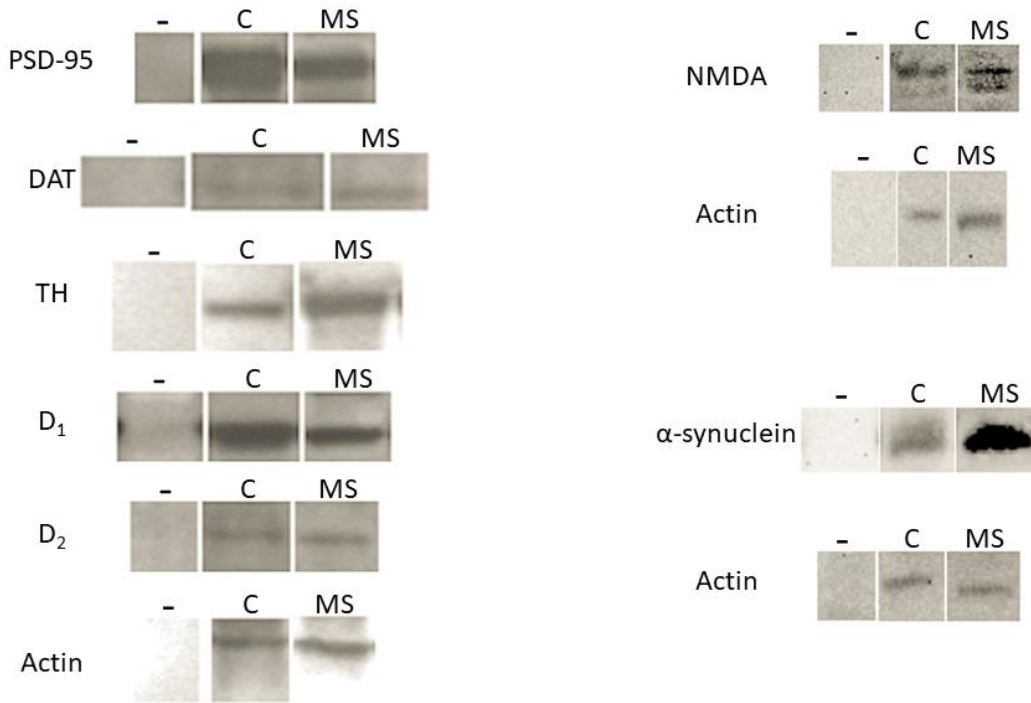 - C MS
PSD-95
- C MS
DAT
- C MS
TH
- C MS
D₁
- C MS
D₂
- C MS
Actin
- C MS
NMDA
- C MS
Actin
- C MS
α-synuclein
- C MS
Actin